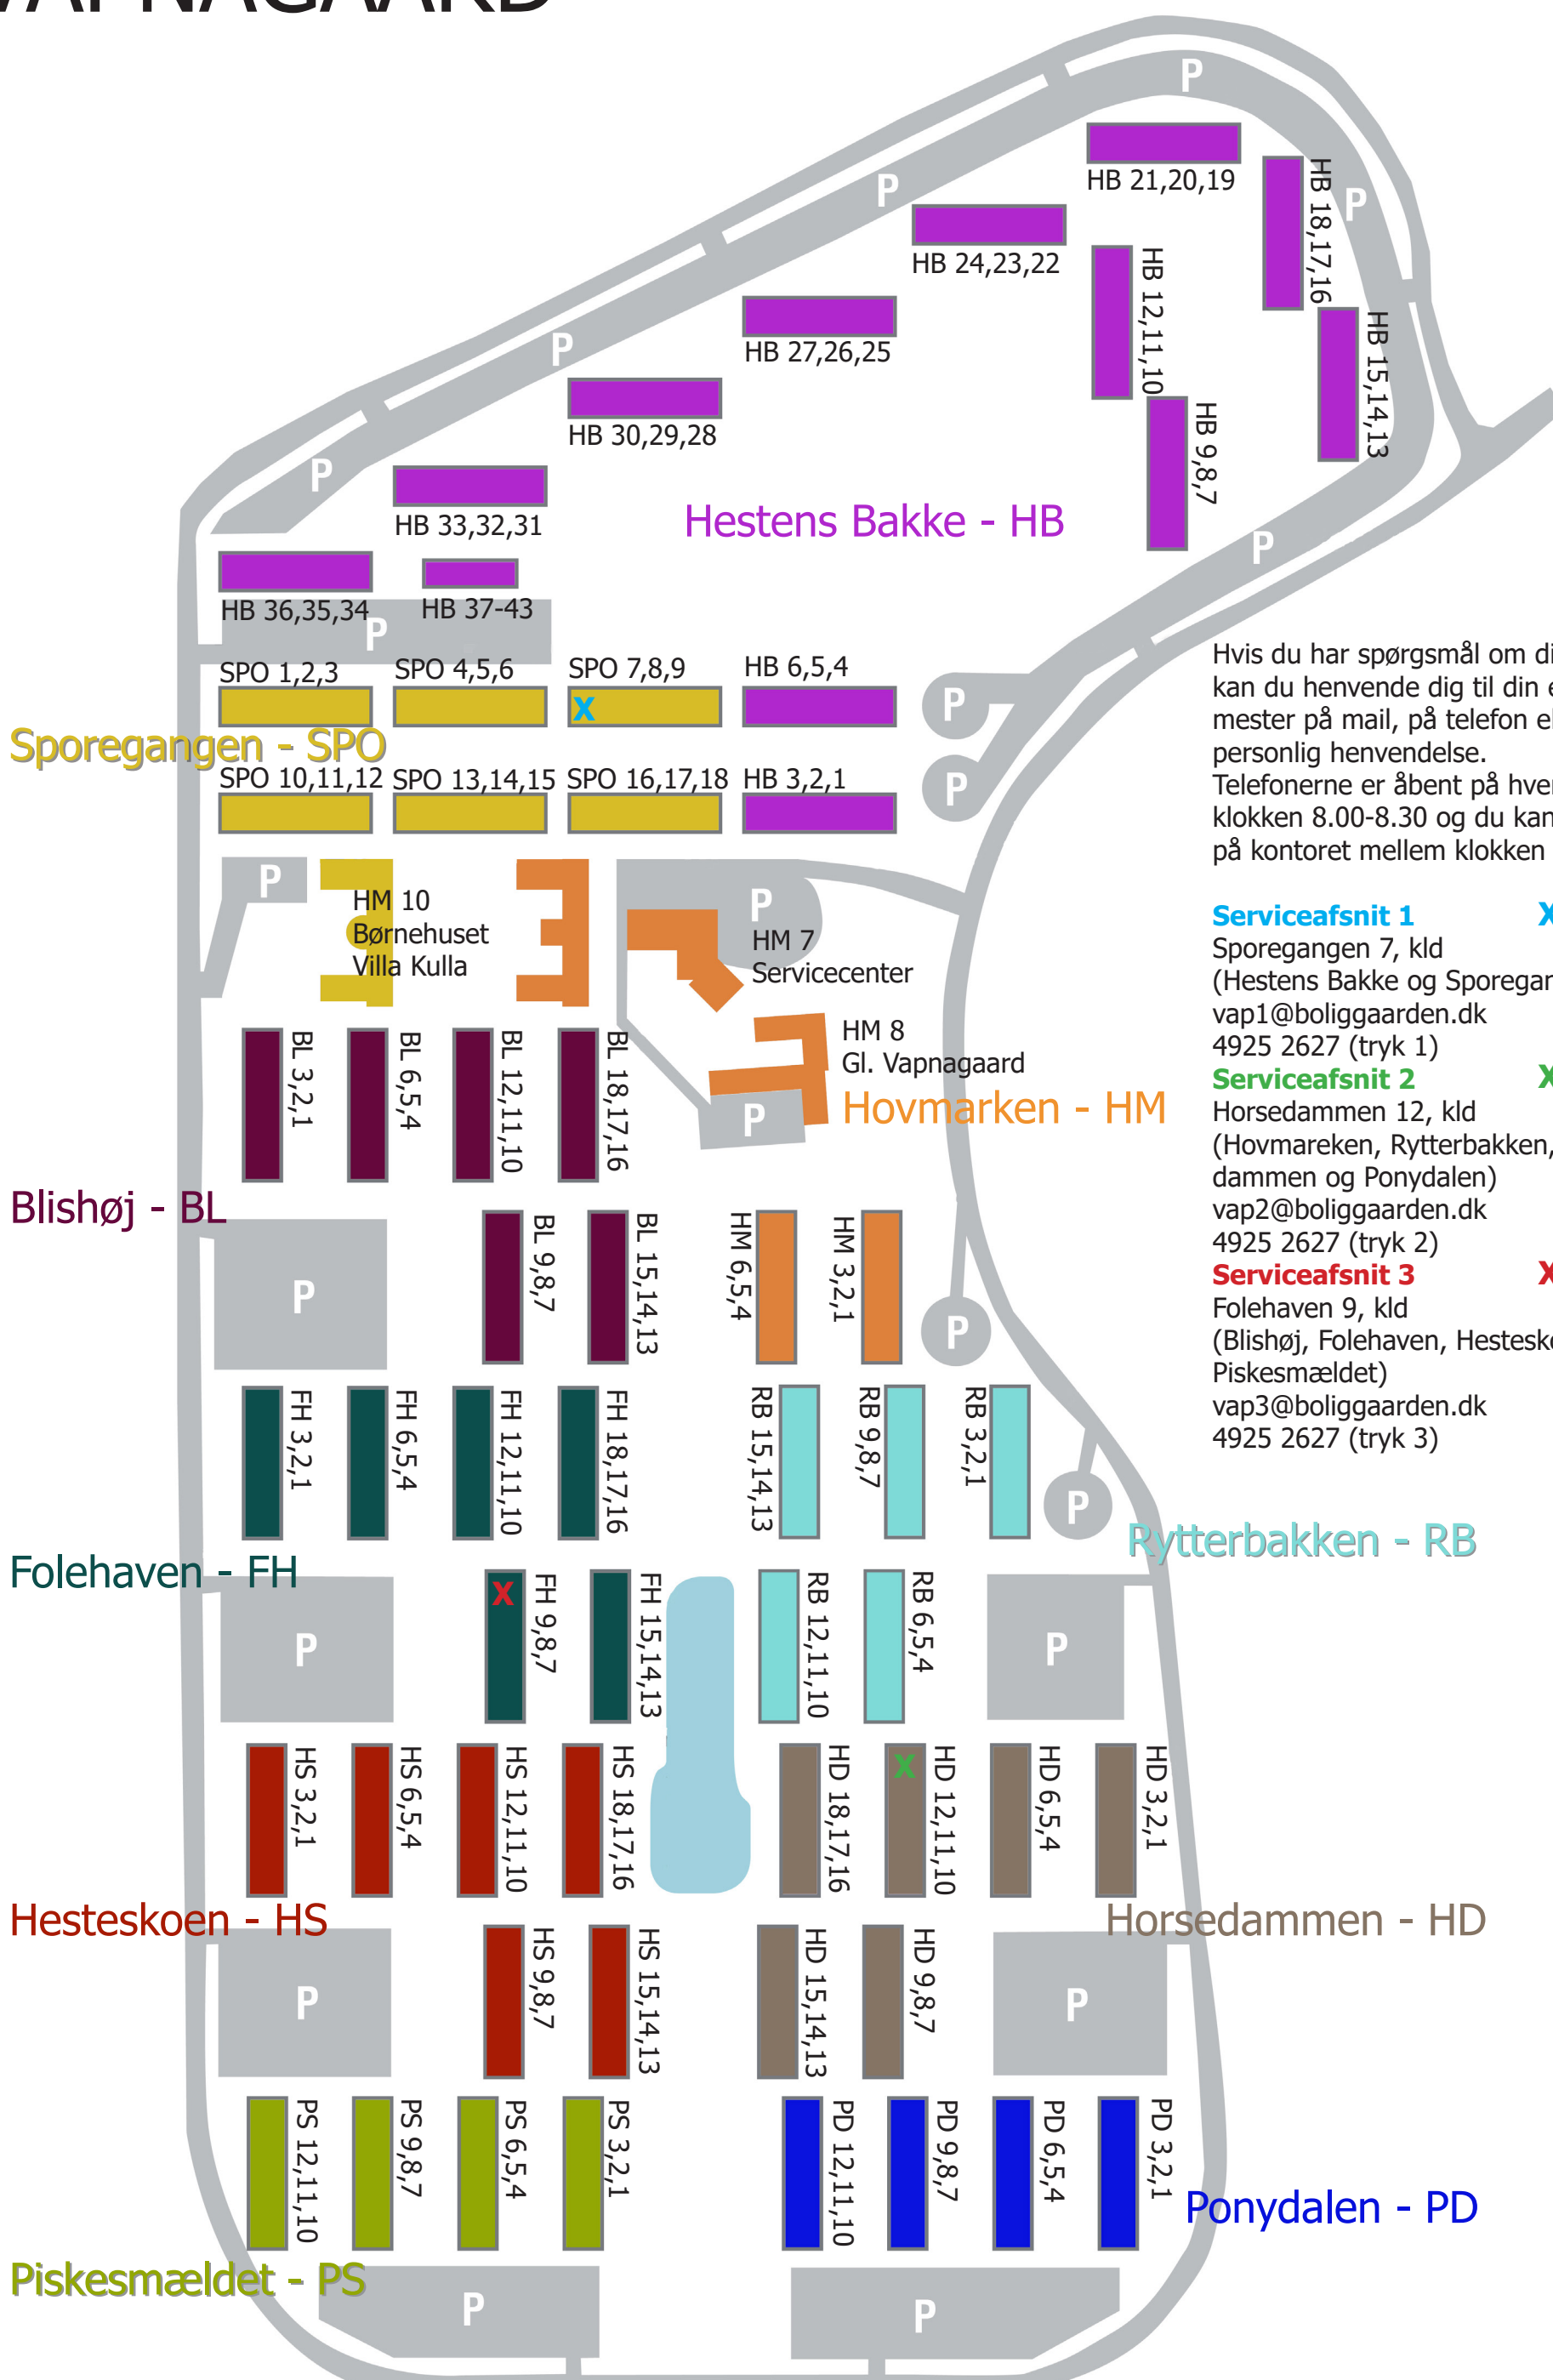 VAPNAGAARD
P
P
HB 21,20,19
HB 18,17,16
P
HB 24,23,22
HB 12,11,10
HB 27,26,25
HB 15,14,13
P
HB 30,29,28
HB 9,8,7
P
HB 33,32,31
Hestens Bakke - HB
P
HB 36,35,34
HB 37-43
P
SPO 1,2,3
SPO 4,5,6
SPO 7,8,9
HB 6,5,4
X
P
Sporegangen - SPO
SPO 10,11,12
SPO 13,14,15
SPO 16,17,18
HB 3,2,1
P
Hvis du har spørgsmål om di
kan du henvende dig til din e
mester på mail, på telefon el
personlig henvendelse.
Telefonerne er åbent på hver
klokken 8.00-8.30 og du kan
på kontoret mellem klokken
P
HM 10
Børnehuset
Villa Kulla
P
HM 7
Servicecenter
HM 8
Gl. Vapnagaard
P
Hovmarken - HM
Serviceafsnit 1 X
Sporegangen 7, kld
(Hestens Bakke og Sporegan
vap1@boliggaarden.dk
4925 2627 (tryk 1)
Serviceafsnit 2 X
Horsedammen 12, kld
(Hovmareken, Rytterbakken,
dammen og Ponydalen)
vap2@boliggaarden.dk
4925 2627 (tryk 2)
Serviceafsnit 3 X
Folehaven 9, kld
(Blishøj, Folehaven, Hestesko
Piskesmældet)
vap3@boliggaarden.dk
4925 2627 (tryk 3)
BL 3,2,1
BL 6,5,4
BL 12,11,10
BL 18,17,16
Blishøj - BL
P
BL 9,8,7
BL 15,14,13
HM 6,5,4
HM 3,2,1
P
FH 3,2,1
FH 6,5,4
FH 12,11,10
FH 18,17,16
RB 15,14,13
RB 9,8,7
RB 3,2,1
P
Rytterbakken - RB
Folehaven - FH
P
X
FH 9,8,7
FH 15,14,13
RB 12,11,10
RB 6,5,4
P
HS 3,2,1
HS 6,5,4
HS 12,11,10
HS 18,17,16
HD 18,17,16
X
HD 12,11,10
HD 6,5,4
HD 3,2,1
Hesteskoen - HS
Horsedammen - HD
P
HS 9,8,7
HS 15,14,13
HD 15,14,13
HD 9,8,7
P
PS 12,11,10
PS 9,8,7
PS 6,5,4
PS 3,2,1
PD 12,11,10
PD 9,8,7
PD 6,5,4
PD 3,2,1
Ponydalen - PD
Piskesmældet - PS
P
P